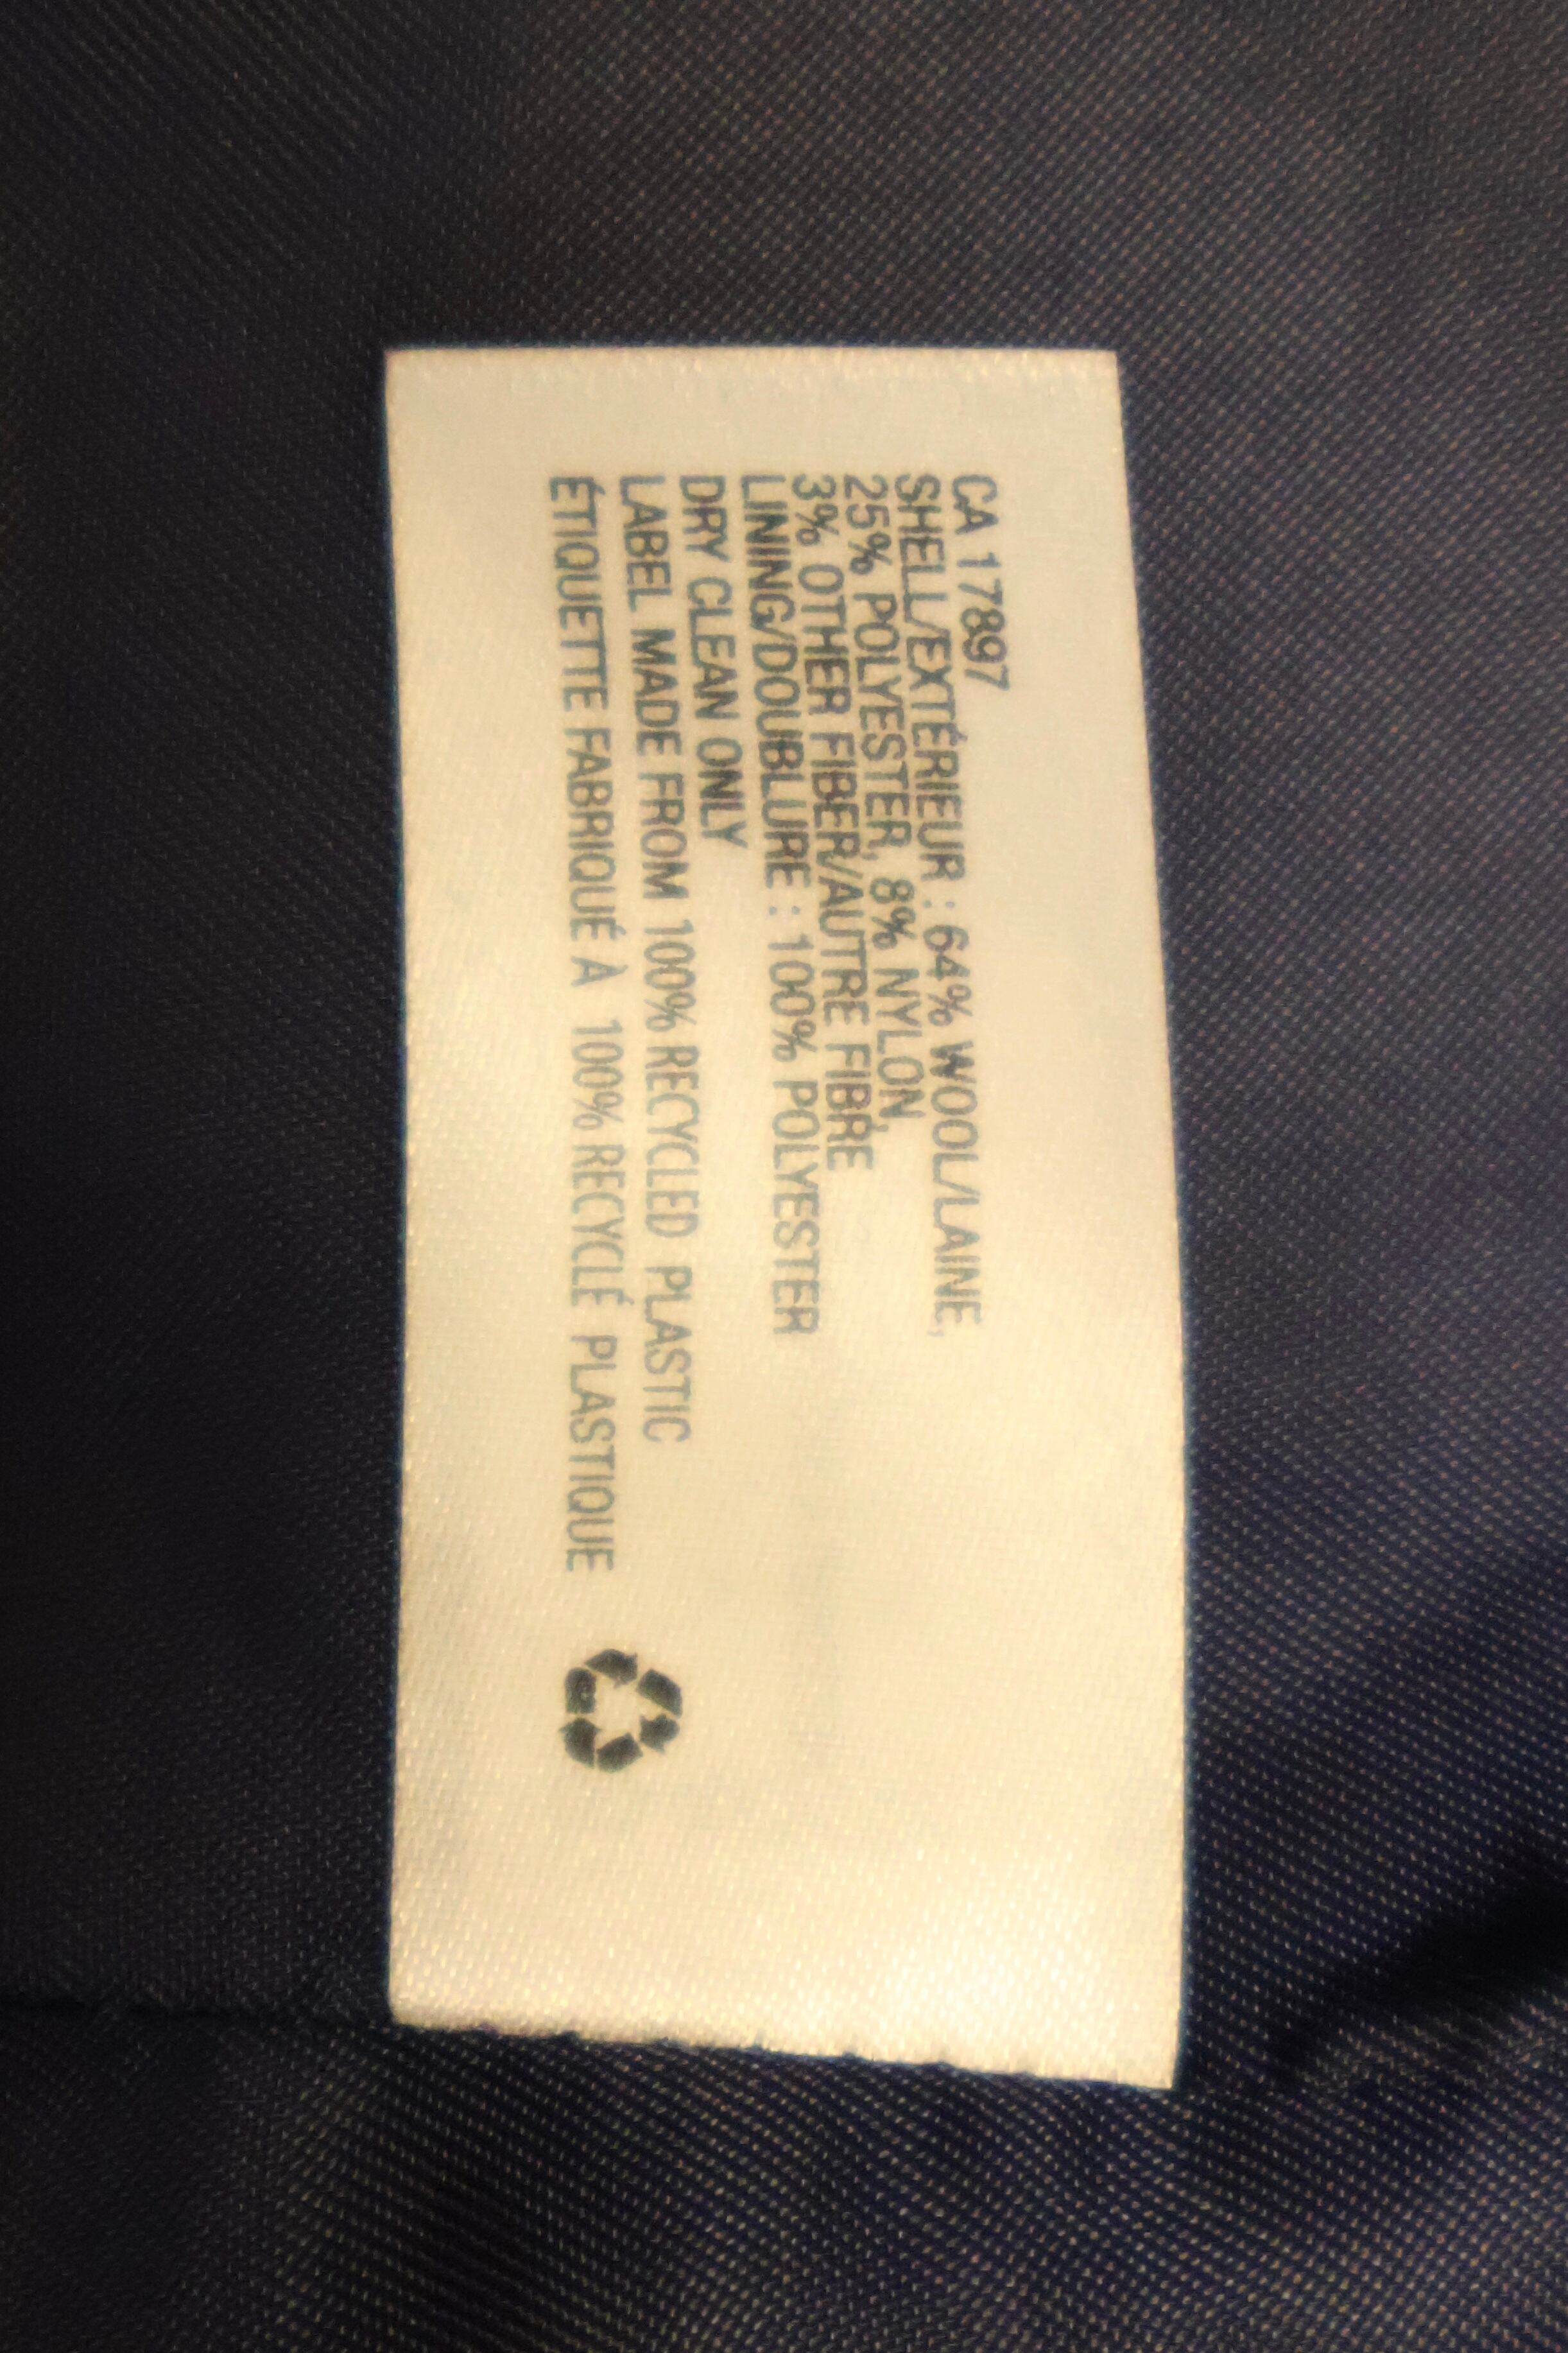 CA 17897
SHELL/EXTÉRIEUR : 64% WOOL/LAINE,
25% POLYESTER, 8% NYLON,
3% OTHER FIBER/AUTRE FIBRE
LINING/DOUBLURE : 100% POLYESTER
DRY CLEAN ONLY
LABEL MADE FROM 100% RECYCLED PLASTIC
ÉTIQUETTE FABRIQUÉ À 100% RECYCLÉ PLASTIQUE